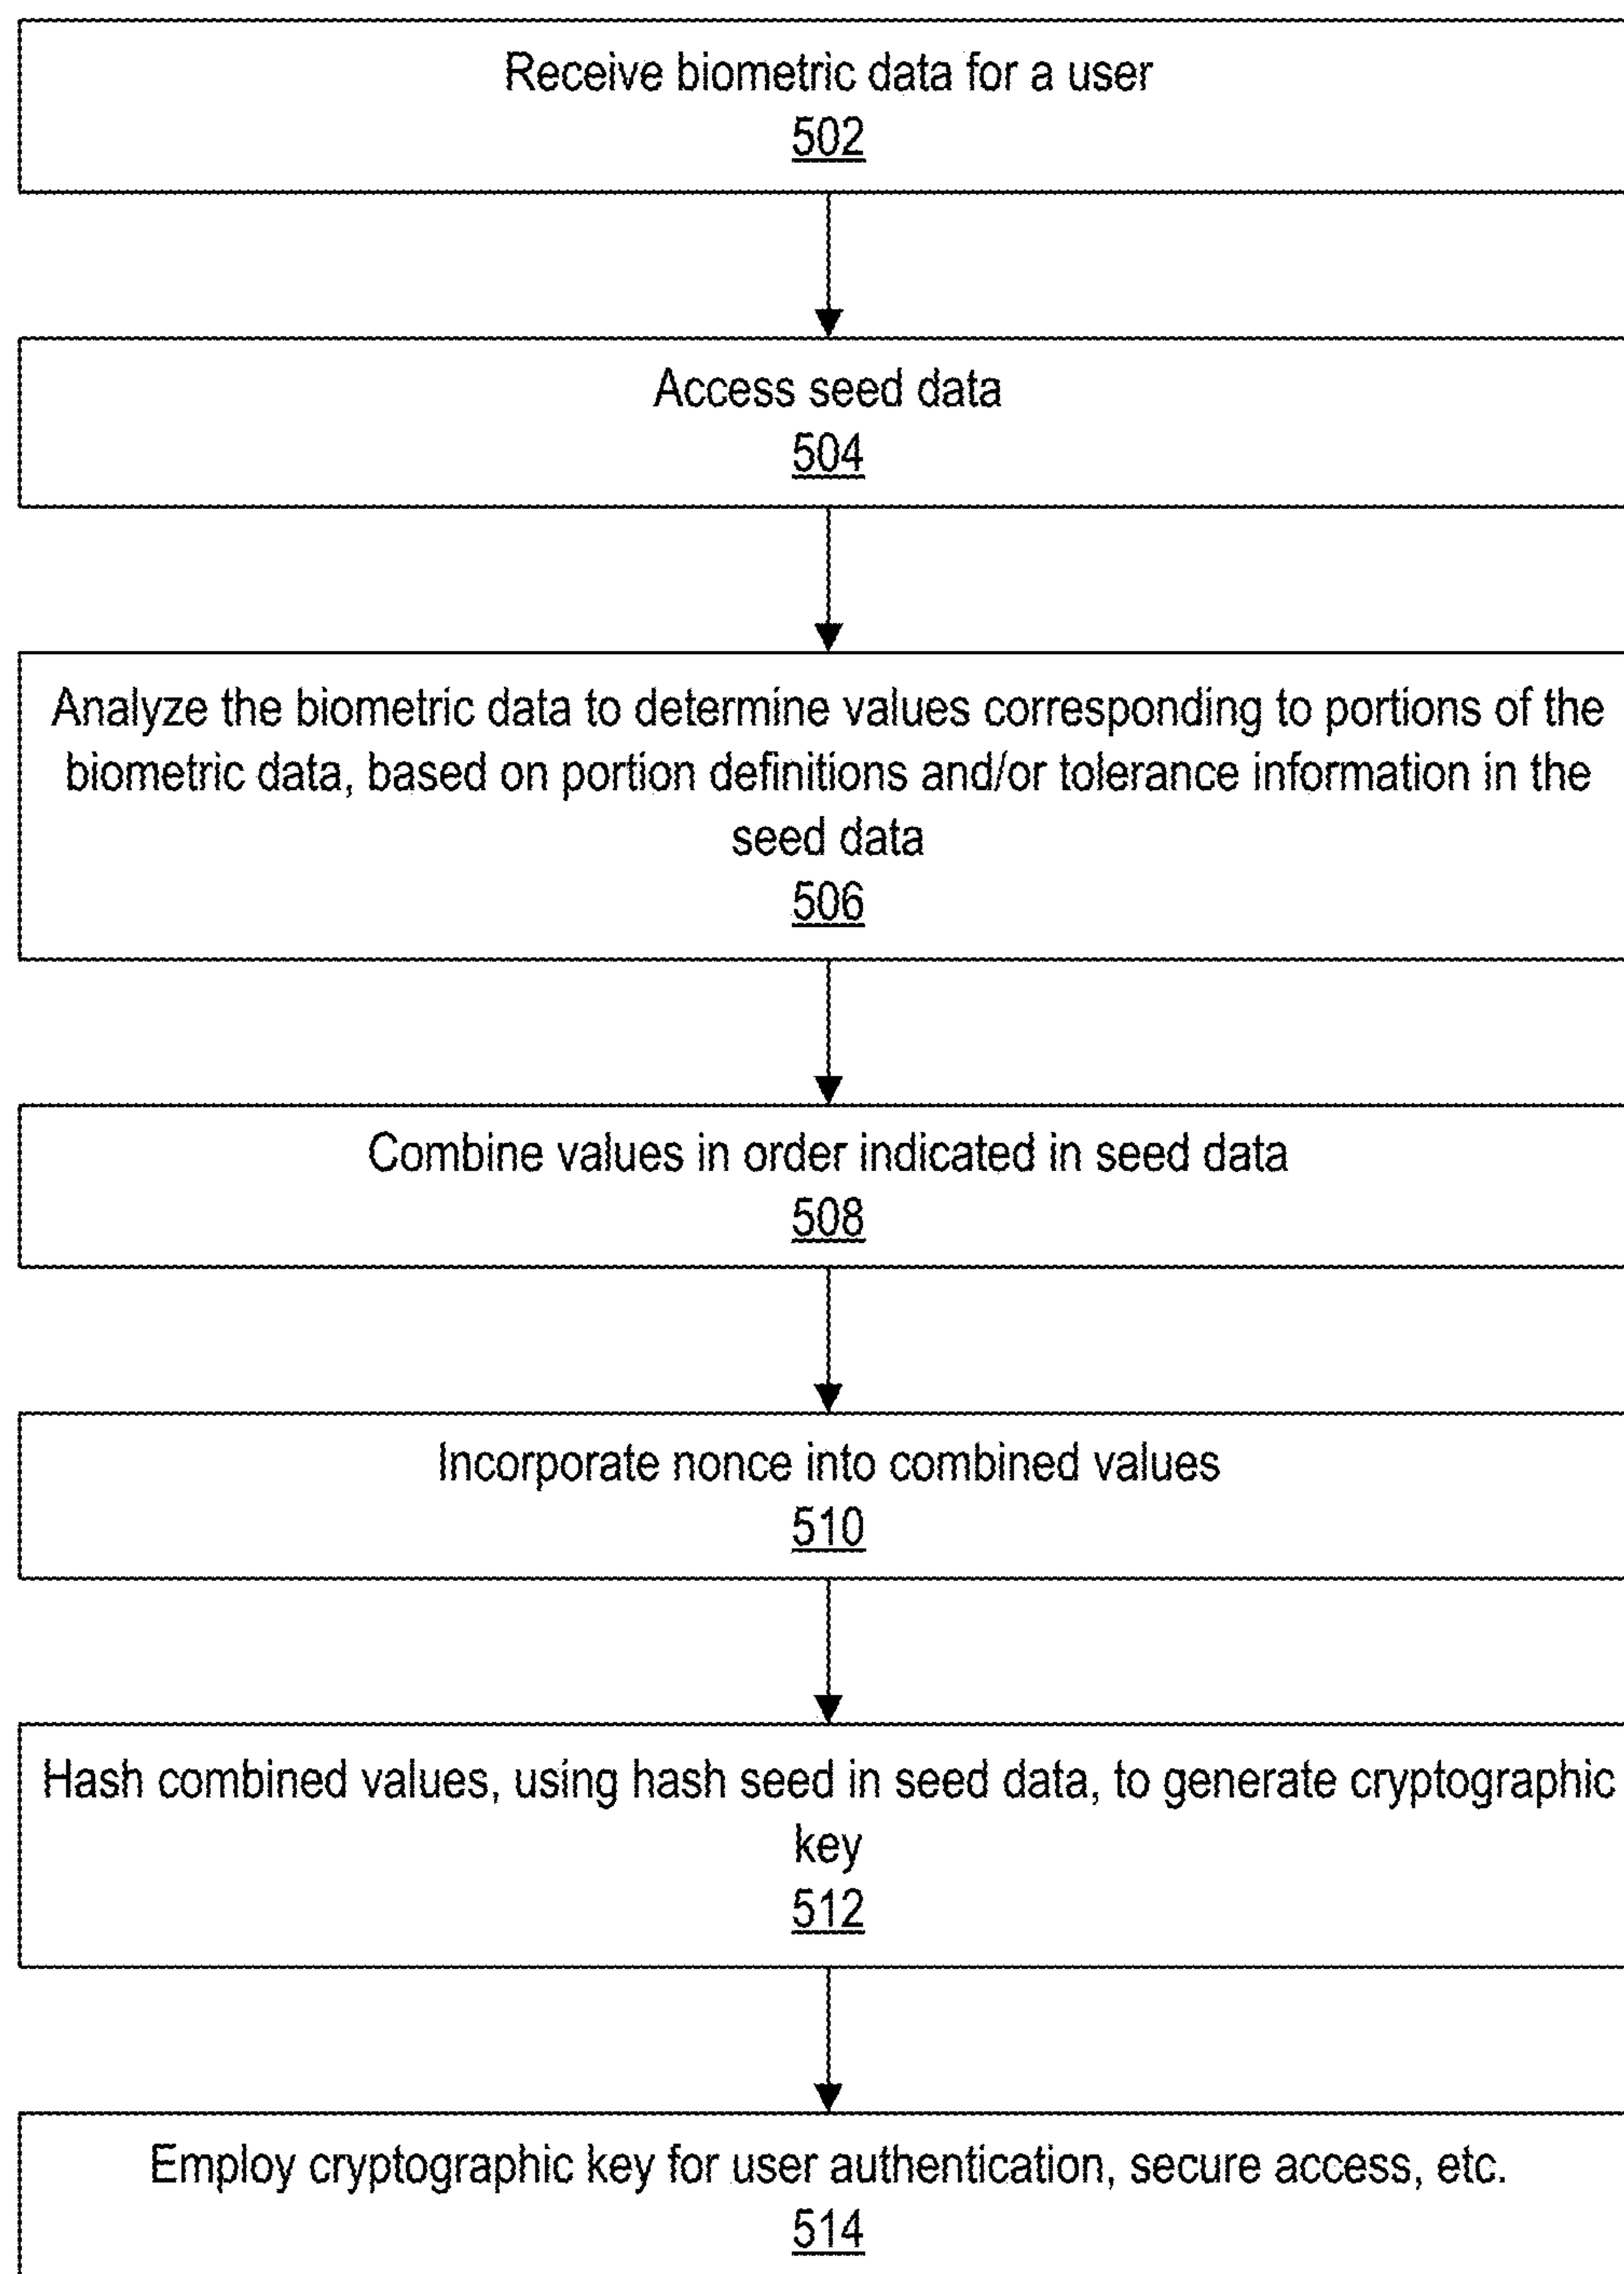 Receive biometric data for a user
502
Access seed data
504
Analyze the biometric data to determine values corresponding to portions of the
biometric data, based on portion definitions and/or tolerance information in the
seed data
506
Combine values in order indicated in seed data
508
Incorporate nonce into combined values
510
Hash combined values, using hash seed in seed data, to generate cryptographic
key
512
Employ cryptographic key for user authentication, secure access, etc.
514